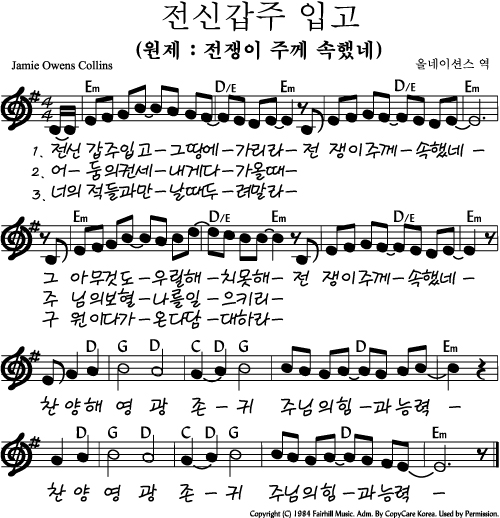 전신갑주 입고
(원제 : 전쟁이 주께 속했네)
Jamie Owens Collins 올네이션스 역
Em D/E Em D/E Em
4/4
1. 전신 갑주입고-그땅에-가리라- 전 쟁이주께-속했네-
2. 어- 둠의권세-내게다-가올때-
3. 너의 적들과만-날때두-려말라-
Em D/E Em D/E Em
그 아무것도-우릴해-치못해- 전 쟁이주께-속했네-
주 님의보혈-나를일-으키리-
구 원이다가-온다담-대하라-
D G D C G D Em
찬양해 영 광 존-귀 주님의힘-과능력-
D G D C G D Em
찬 양 영 광 존 귀 주님의힘-과능력-
Copyright (C) 1984 Fairhill Music. Adm. By CopyCare Korea. Used by Permission.